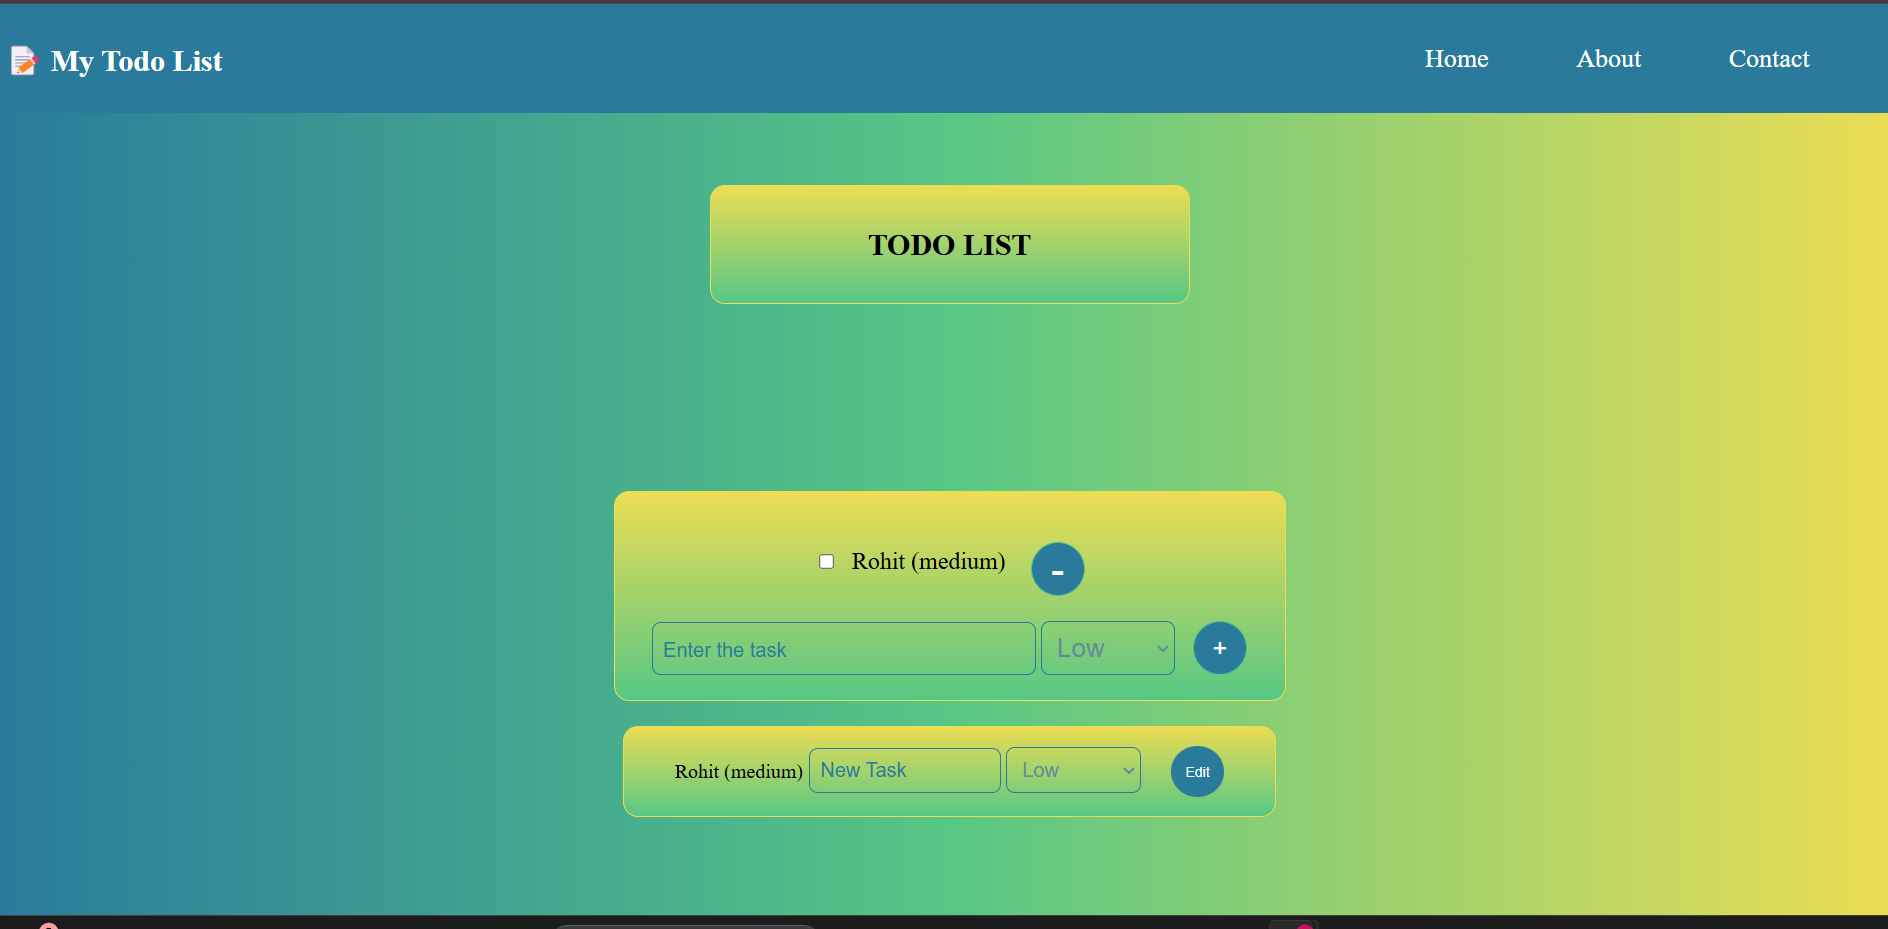 My Todo List
Home About Contact
TODO LIST
Rohit (medium) -
Enter the task Low +
Rohit (medium) New Task Low Edit